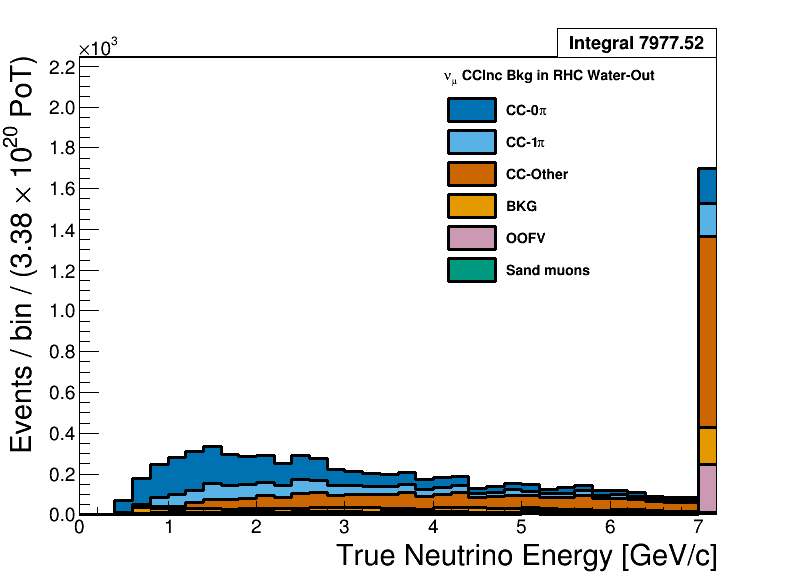 ×10³
Integral 7977.52
ν_μ CCInc Bkg in RHC Water-Out
CC-0π
CC-1π
CC-Other
BKG
OOFV
Sand muons
Events / bin / (3.38 × 10²⁰ PoT)
2.2
2.0
1.8
1.6
1.4
1.2
1.0
0.8
0.6
0.4
0.2
0.0
0 1 2 3 4 5 6 7
True Neutrino Energy [GeV/c]